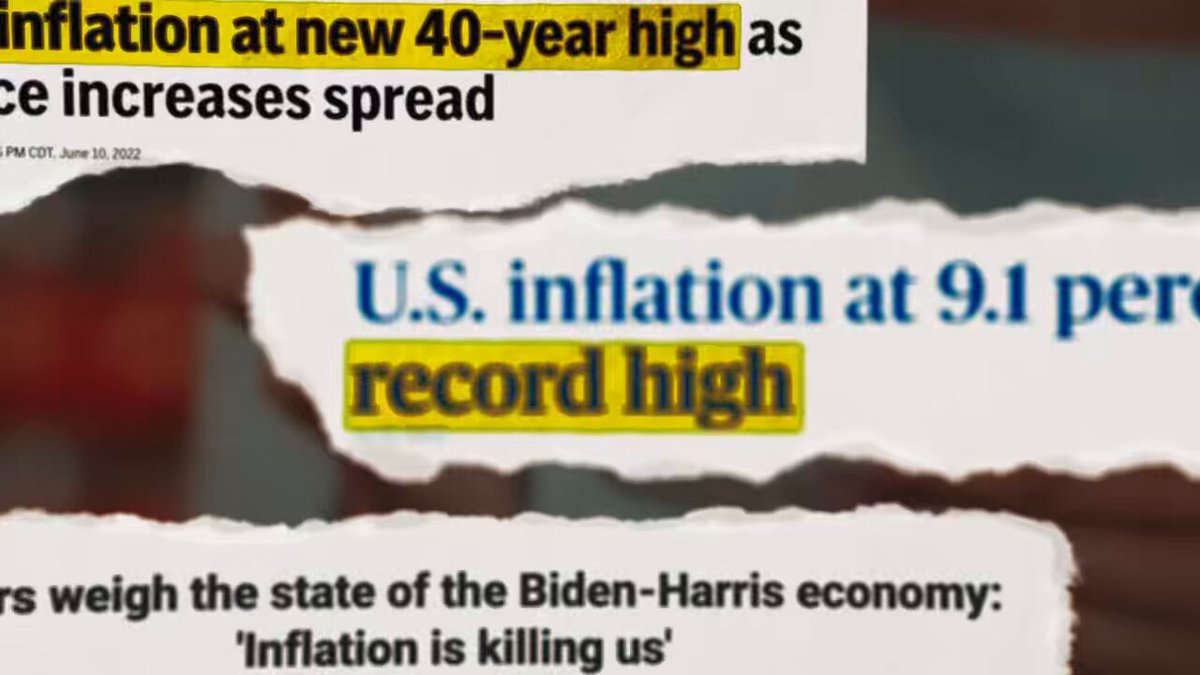 inflation at new 40-year high as
ce increases spread
PM CDT, June 10, 2022
U.S. inflation at 9.1 perc
record high
rs weigh the state of the Biden-Harris economy:
'Inflation is killing us'